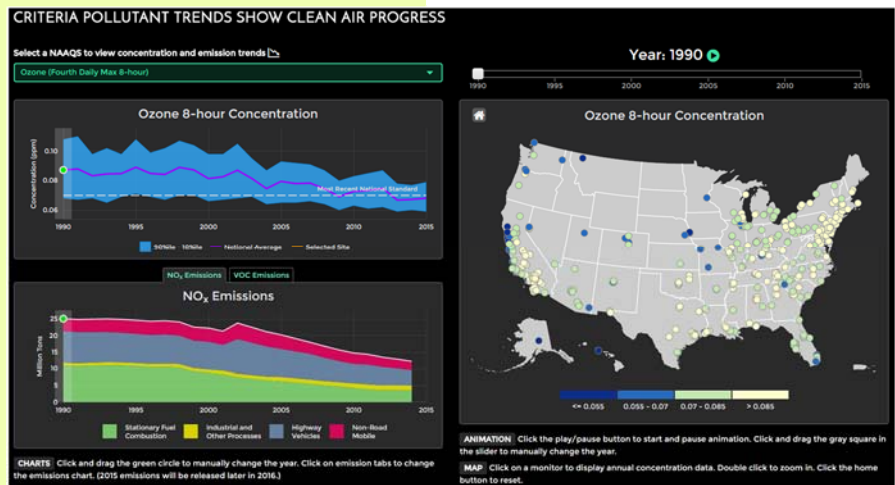 CRITERIA POLLUTANT TRENDS SHOW CLEAN AIR PROGRESS
Select a NAAQS to view concentration and emission trends
Ozone (Fourth Daily Max 8-hour)
Year: 1990
1990 1995 2000 2005 2010 2015
Ozone 8-hour Concentration
Concentration (ppm)
0.10
0.08
0.06
Most Recent National Standard
1990 1995 2000 2005 2010 2015
90%ile - 10%ile National Average Selected Site
Ozone 8-hour Concentration
<= 0.055 0.055 - 0.07 0.07 - 0.085 > 0.085
NOx Emissions VOC Emissions
NOx Emissions
Million Tons
25
20
15
10
5
0
1990 1995 2000 2005 2010 2015
Stationary Fuel Combustion
Industrial and Other Processes
Highway Vehicles
Non-Road Mobile
CHARTS Click and drag the green circle to manually change the year. Click on emission tabs to change
the emissions chart. (2015 emissions will be released later in 2016.)
ANIMATION Click the play/pause button to start and pause animation. Click and drag the gray square in
the slider to manually change the year.
MAP Click on a monitor to display annual concentration data. Double click to zoom in. Click the home
button to reset.